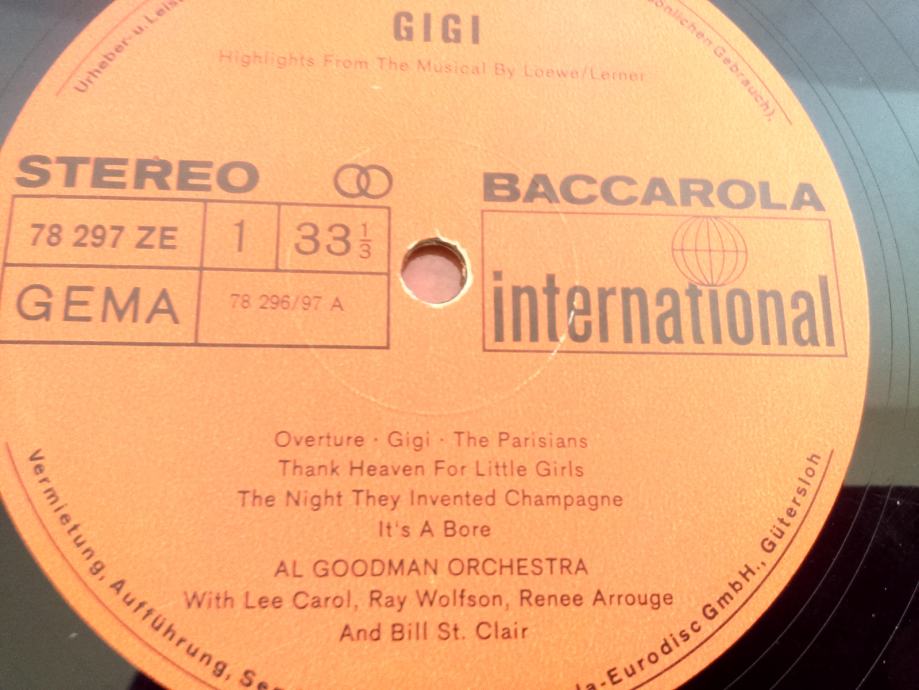 Urheber- u.
sönlichen Gebrauch).
GIGI
Highlights From The Musical By Loewe/Lerner
STEREO
78 297 ZE 1 33⅓
GEMA 78 296/97 A
BACCAROLA
international
Overture · Gigi · The Parisians
Thank Heaven For Little Girls
The Night They Invented Champagne
It's A Bore
AL GOODMAN ORCHESTRA
With Lee Carol, Ray Wolfson, Renee Arrouge
And Bill St. Clair
Vermietung, Aufführung,
la-Eurodisc GmbH., Gütersloh